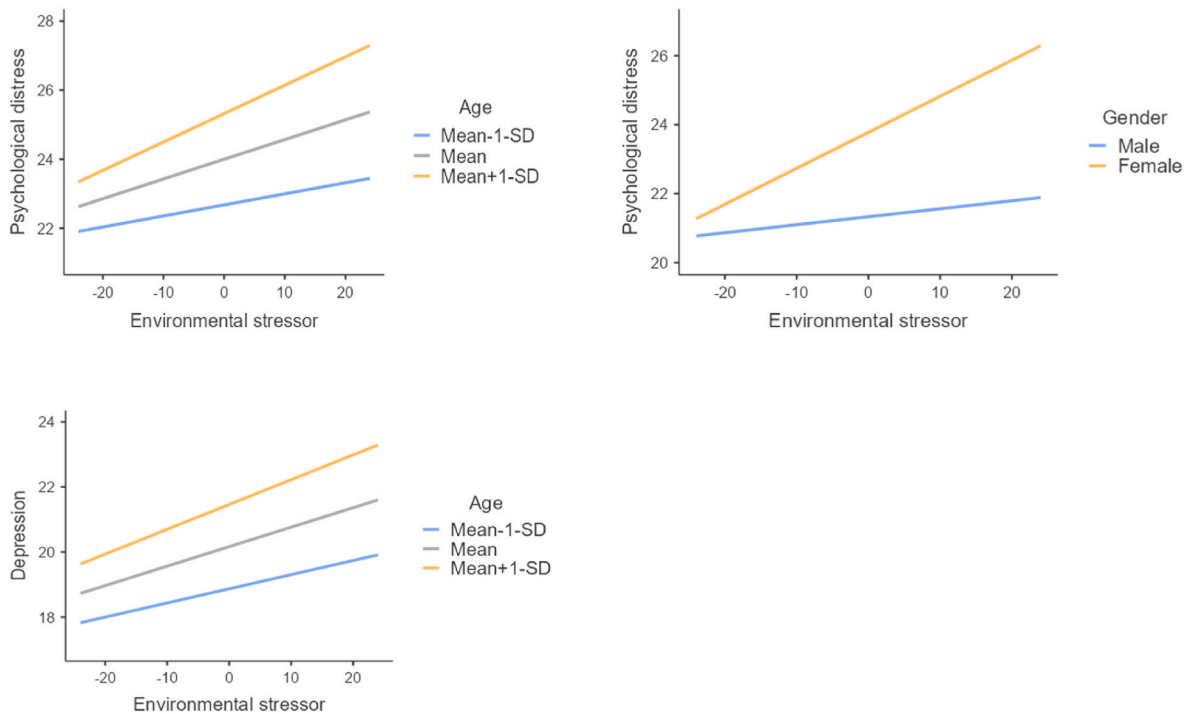 28
26
24
22
Psychological distress
-20 -10 0 10 20
Environmental stressor
Age
Mean-1-SD
Mean
Mean+1-SD
26
24
22
20
Psychological distress
-20 -10 0 10 20
Environmental stressor
Gender
Male
Female
24
22
20
18
Depression
-20 -10 0 10 20
Environmental stressor
Age
Mean-1-SD
Mean
Mean+1-SD